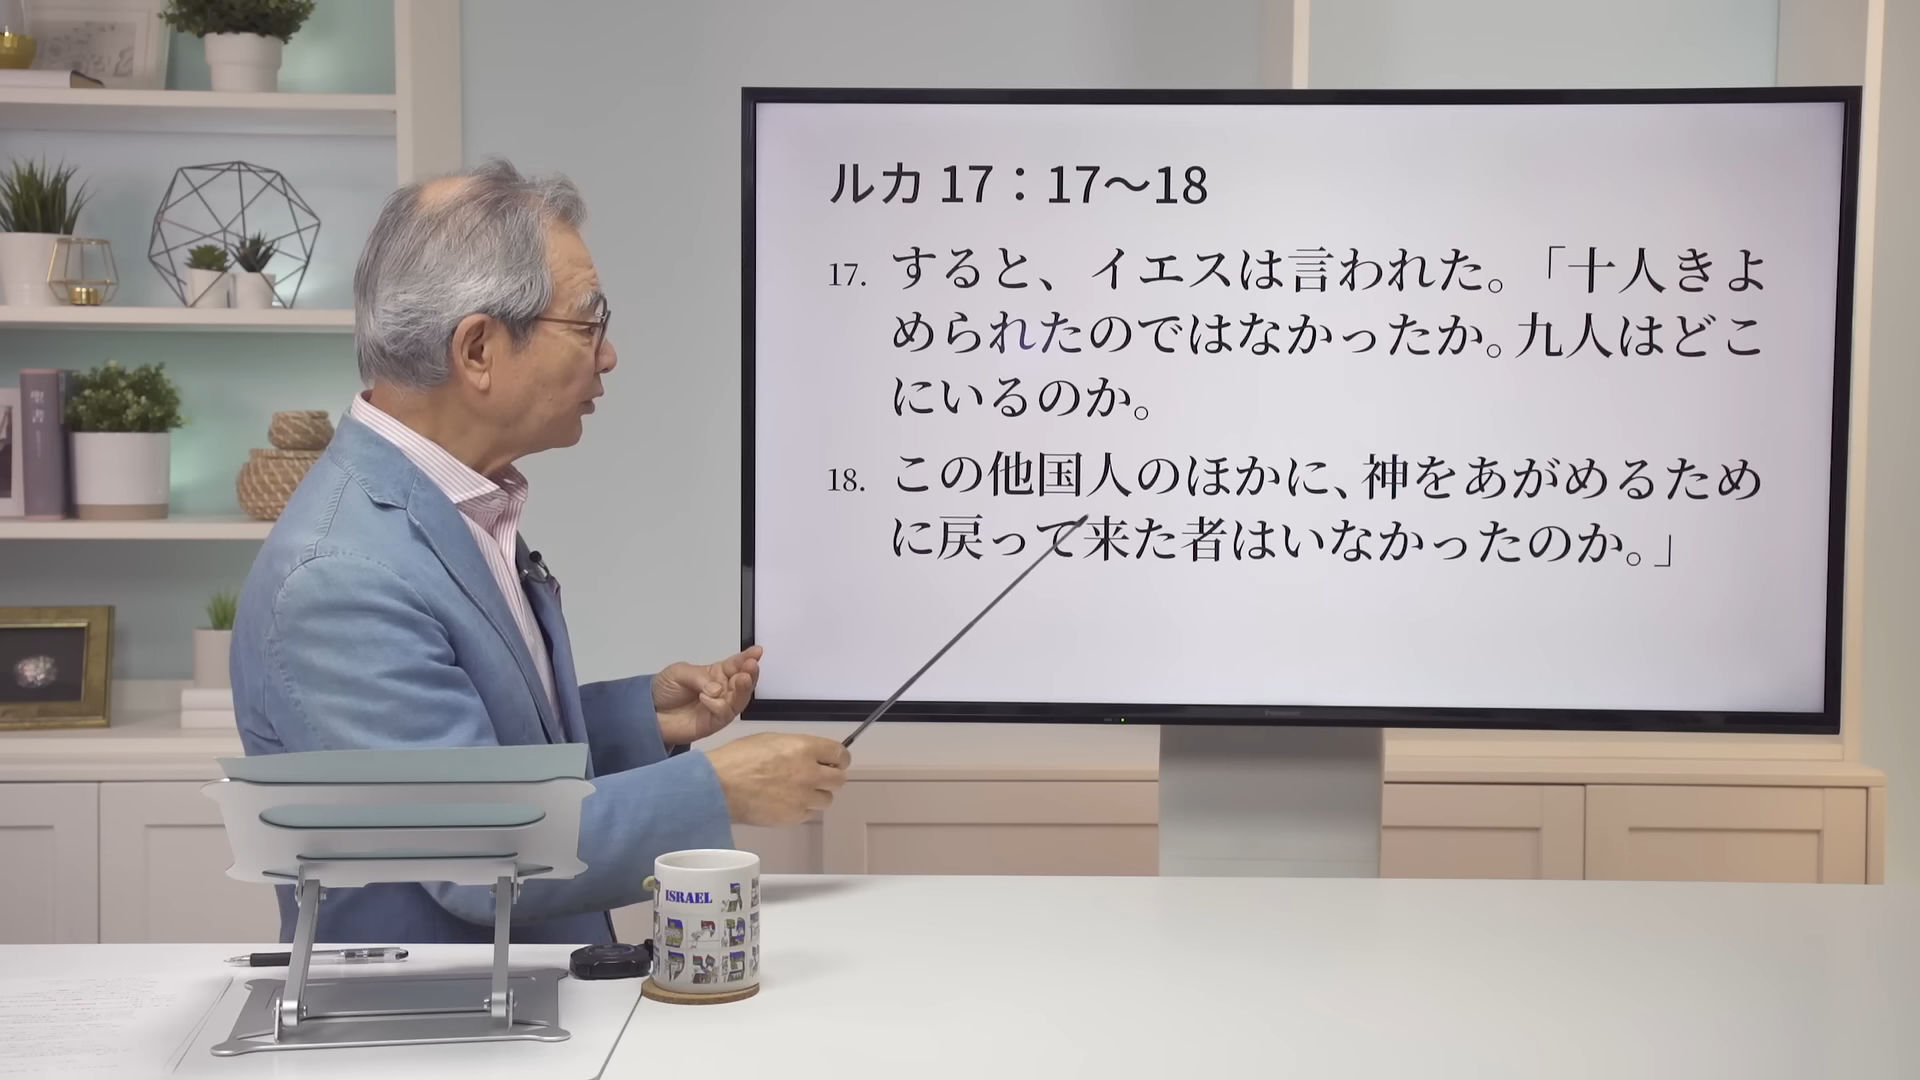 ルカ 17：17～18
17. すると、イエスは言われた。「十人きよ
められたのではなかったか。九人はどこ
にいるのか。
18. この他国人のほかに、神をあがめるため
に戻って来た者はいなかったのか。」
聖書
ISRAEL